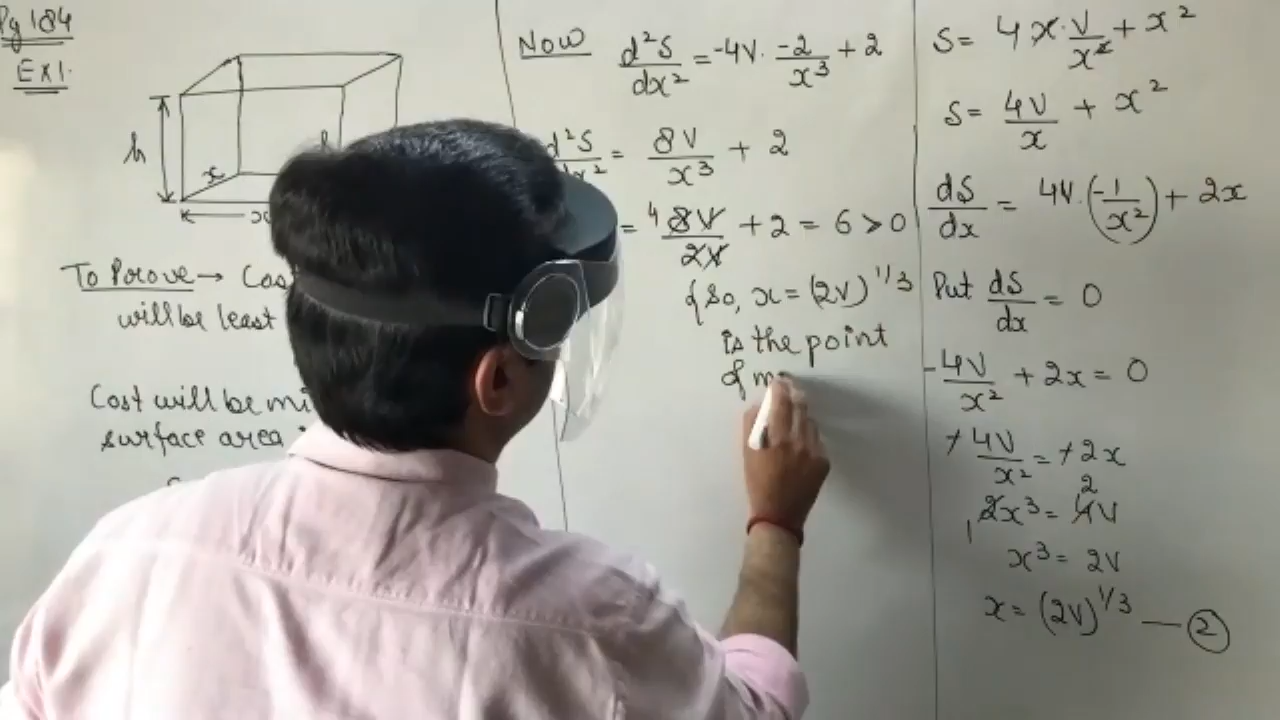 Pg 184
Ex 1.
h
x
To Prove → Cos
will be least
Cost will be mi
surface area
Now d²S/dx² = -4V · -2/x³ + 2
d²S/dx² = 8V/x³ + 2
= 4 8V/2V + 2 = 6 > 0
{So, x = (2V)^1/3
is the point
of m
S = 4x · V/x² + x²
S = 4V/x + x²
dS/dx = 4V · (-1/x²) + 2x
Put dS/dx = 0
-4V/x² + 2x = 0
-4V/x² = -2x
1 2x³ = 4V 2
x³ = 2V
x = (2V)^1/3 — ②